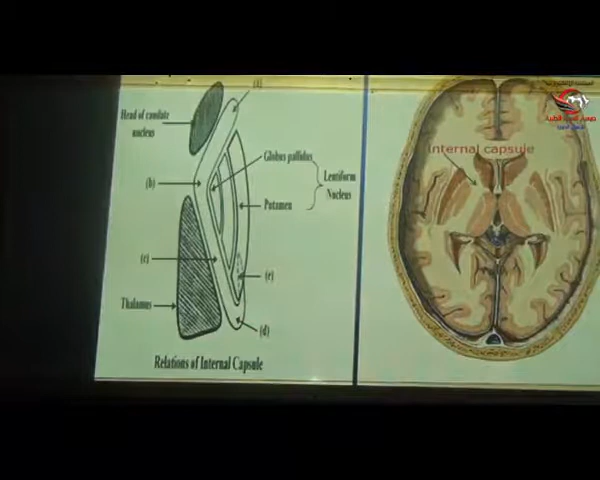 (a)
Head of caudate
nucleus
Globus pallidus
(b)
Lentiform
Nucleus
Putamen
(c)
(e)
Thalamus
(d)
Relations of Internal Capsule
Internal capsule